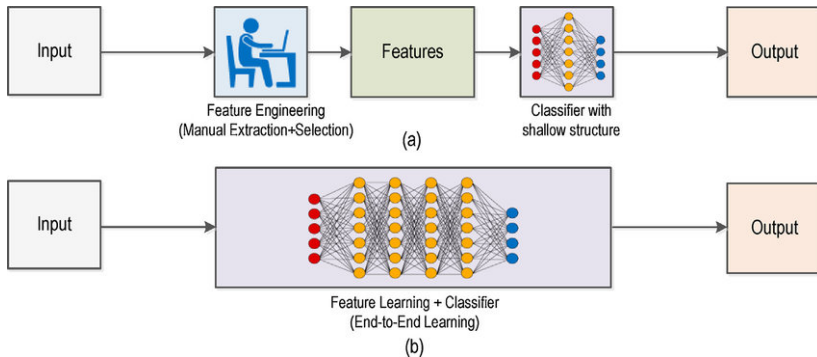 Input
Features
Output
Feature Engineering
(Manual Extraction+Selection)
Classifier with
shallow structure
(a)
Input
Output
Feature Learning + Classifier
(End-to-End Learning)
(b)